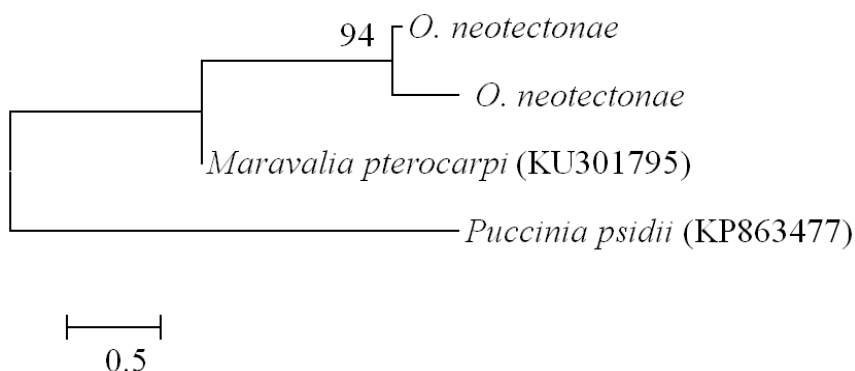 O. neotectonae
94
O. neotectonae
Maravalia pterocarpi (KU301795)
Puccinia psidii (KP863477)
0.5